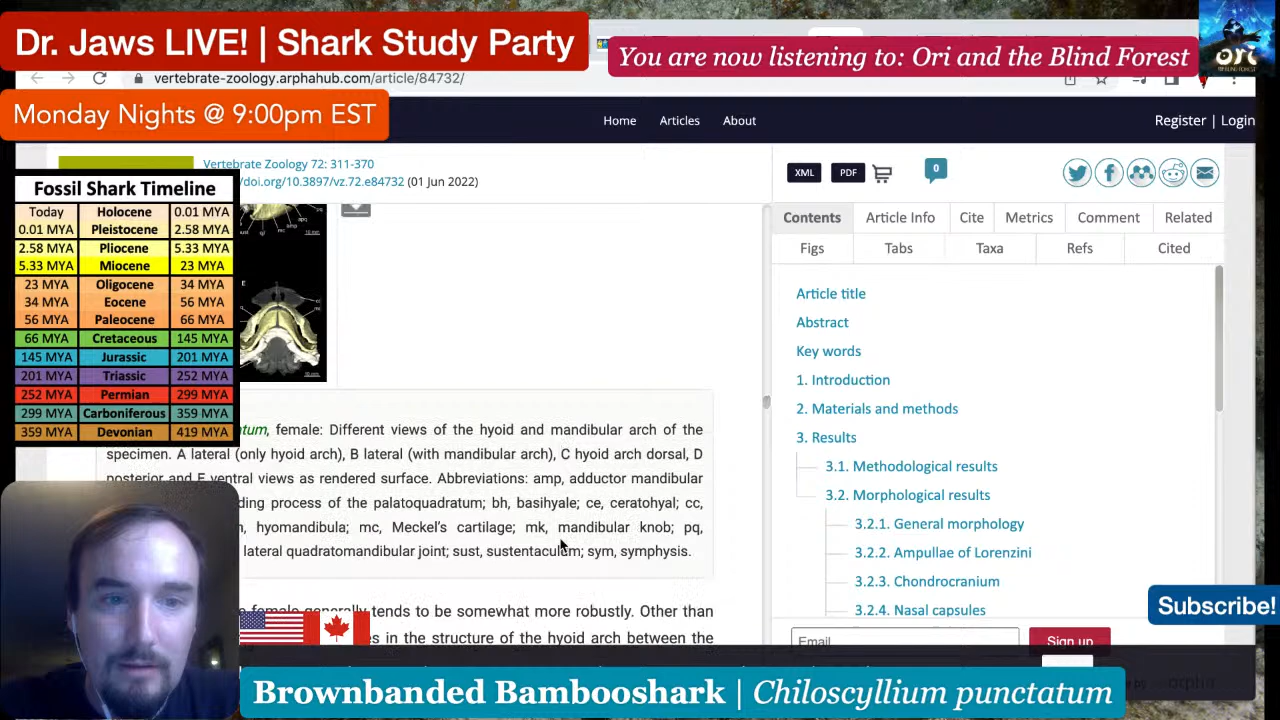 Dr. Jaws LIVE! | Shark Study Party
You are now listening to: Ori and the Blind Forest
ori
vertebrate-zoology.arphahub.com/article/84732/
Monday Nights @ 9:00pm EST
Home Articles About
Register | Login
Vertebrate Zoology 72: 311-370
/doi.org/10.3897/vz.72.e84732 (01 Jun 2022)
XML PDF 0
Fossil Shark Timeline
Today Holocene 0.01 MYA
0.01 MYA Pleistocene 2.58 MYA
2.58 MYA Pliocene 5.33 MYA
5.33 MYA Miocene 23 MYA
23 MYA Oligocene 34 MYA
34 MYA Eocene 56 MYA
56 MYA Paleocene 66 MYA
66 MYA Cretaceous 145 MYA
145 MYA Jurassic 201 MYA
201 MYA Triassic 252 MYA
252 MYA Permian 299 MYA
299 MYA Carboniferous 359 MYA
359 MYA Devonian 419 MYA
Contents Article Info Cite Metrics Comment Related
Figs Tabs Taxa Refs Cited
Article title
Abstract
Key words
1. Introduction
2. Materials and methods
3. Results
3.1. Methodological results
3.2. Morphological results
3.2.1. General morphology
3.2.2. Ampullae of Lorenzini
3.2.3. Chondrocranium
3.2.4. Nasal capsules
tum, female: Different views of the hyoid and mandibular arch of the
specimen. A lateral (only hyoid arch), B lateral (with mandibular arch), C hyoid arch dorsal, D
posterior and E ventral views as rendered surface. Abbreviations: amp, adductor mandibular
ding process of the palatoquadratum; bh, basihyale; ce, ceratohyal; cc,
hyomandibula; mc, Meckel's cartilage; mk, mandibular knob; pq,
lateral quadratomandibular joint; sust, sustentaculum; sym, symphysis.
female generally tends to be somewhat more robustly. Other than
es in the structure of the hyoid arch between the
Email
Sign up
Subscribe!
Brownbanded Bambooshark | Chiloscyllium punctatum